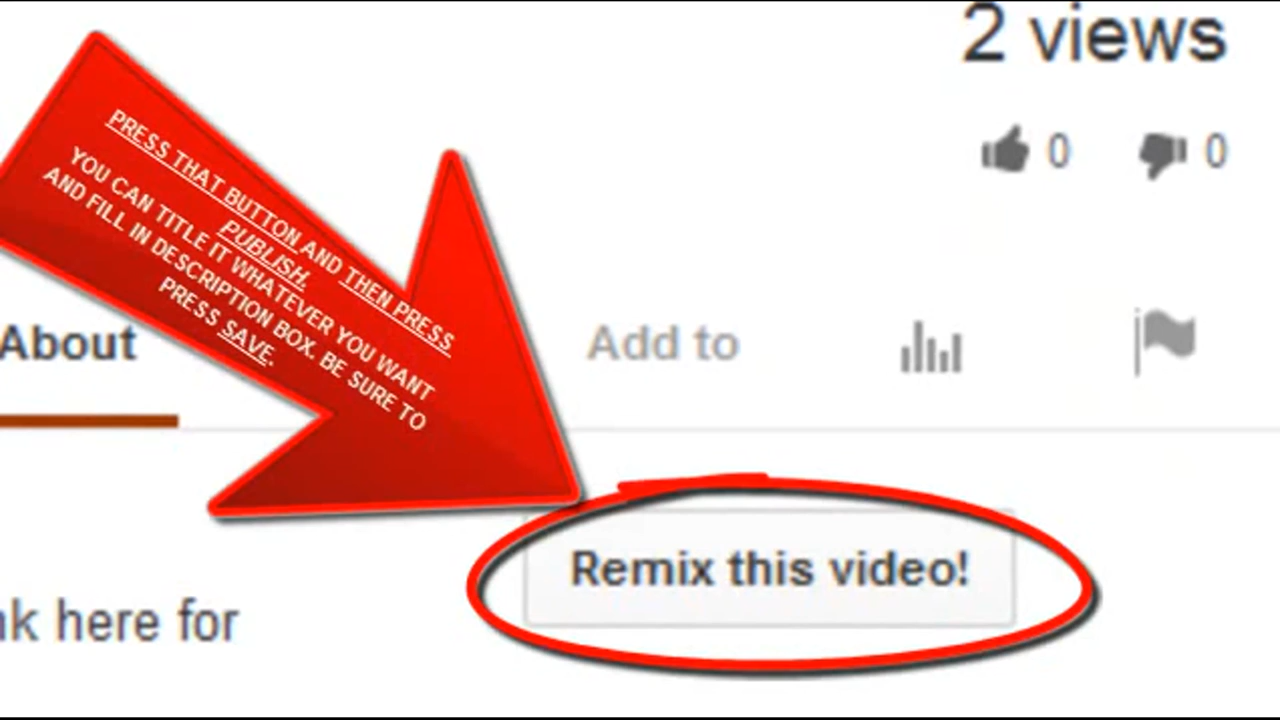 2 views
0 0
PRESS THAT BUTTON AND THEN PRESS
PUBLISH.
YOU CAN TITLE IT WHATEVER YOU WANT
AND FILL IN DESCRIPTION BOX. BE SURE TO
PRESS SAVE.
About Add to
Remix this video!
nk here for